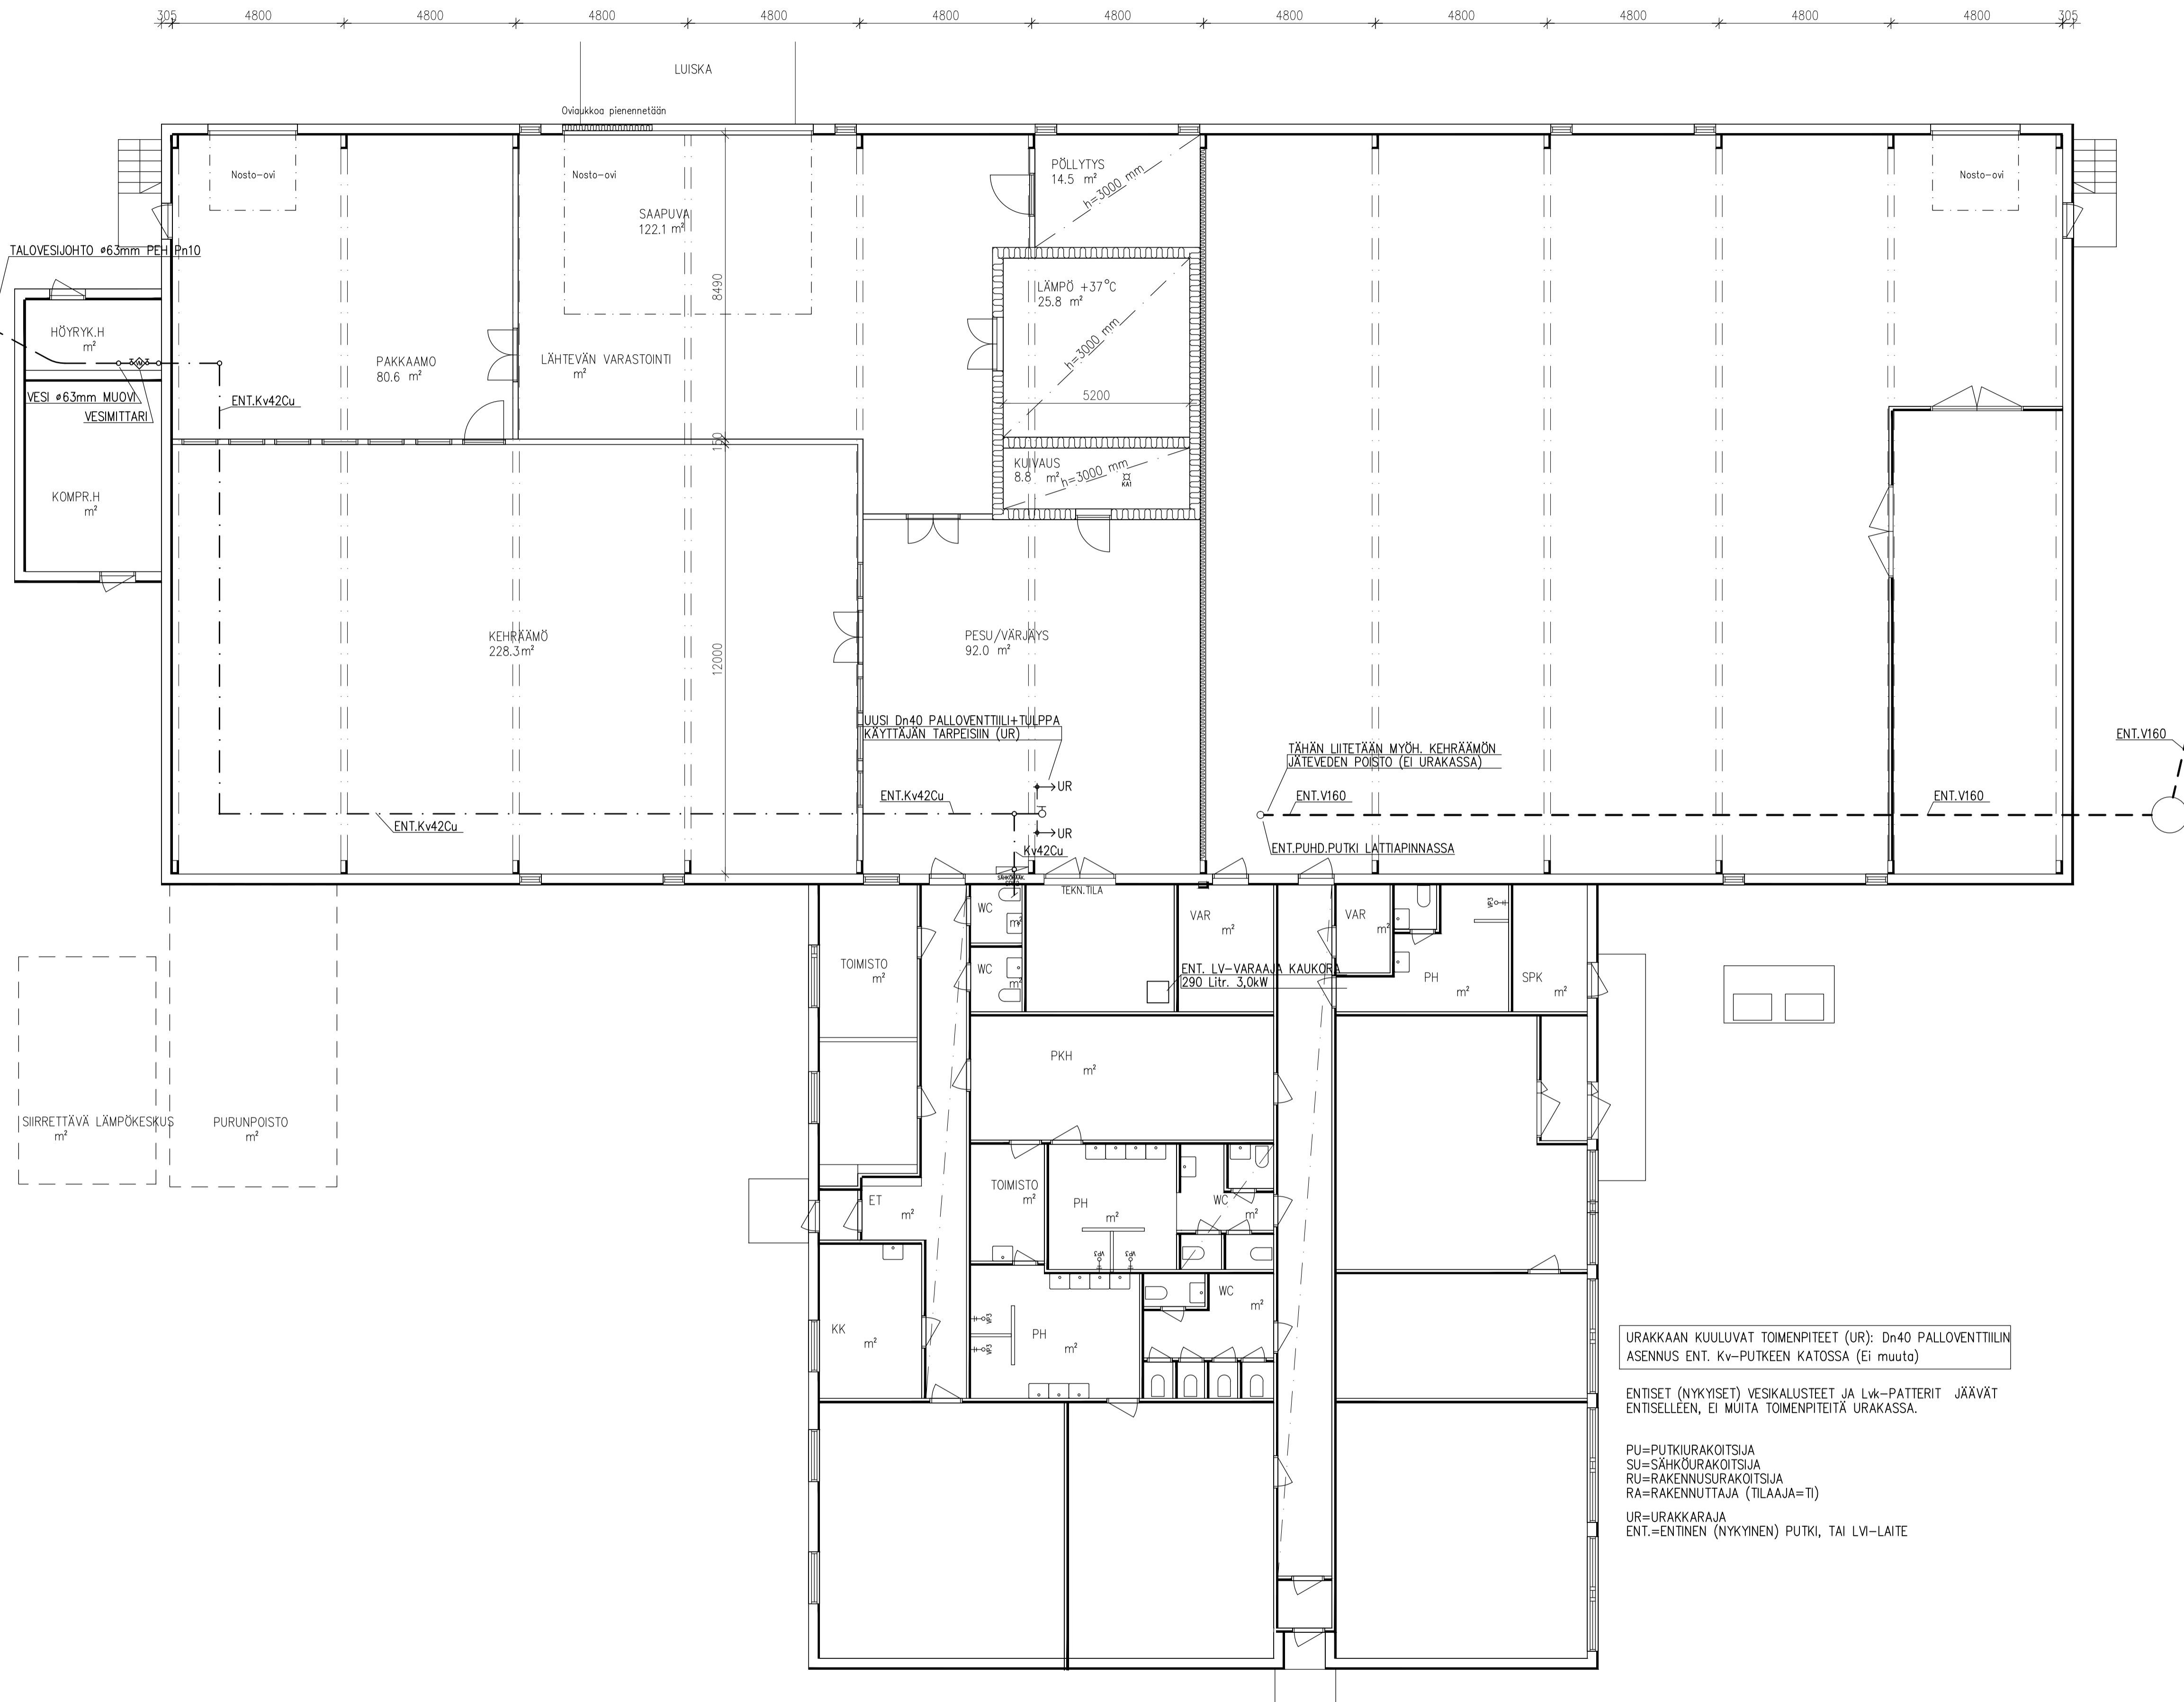 305 4800 4800 4800 4800 4800 4800 4800 4800 4800 4800 4800 305
LUISKA
Oviaukkoa pienennetään
Nosto-ovi
Nosto-ovi
Nosto-ovi
PÖLLYTYS
14.5 m²
h=3000 mm
SAAPUVA
122.1 m²
TALOVESIJOHTO ø63mm PEH Pn10
8490
LÄMPÖ +37°C
25.8 m²
h=3000 mm
HÖYRYK.H
m²
PAKKAAMO
80.6 m²
LÄHTEVÄN VARASTOINTI
m²
5200
VESI ø63mm MUOVI
VESIMITTARI
ENT.Kv42Cu
150
KUIVAUS
8.8 m²
h=3000 mm
KA1
KOMPR.H
m²
KEHRÄÄMÖ
228.3m²
12000
PESU/VÄRJÄYS
92.0 m²
UUSI Dn40 PALLOVENTTIILI+TULPPA
KÄYTTÄJÄN TARPEISIIN (UR)
TÄHÄN LIITETÄÄN MYÖH. KEHRÄÄMÖN
JÄTEVEDEN POISTO (EI URAKASSA)
ENT.V160
UR
ENT.Kv42Cu
ENT.V160
ENT.V160
ENT.Kv42Cu
UR
Kv42Cu
ENT.PUHD.PUTKI LATTIAPINNASSA
TEKN.TILA
WC
m²
VAR
m²
VAR
m²
VP3
TOIMISTO
m²
WC
m²
ENT. LV-VARAAJA KAUKORA
290 Litr. 3,0kW
PH
m²
SPK
m²
PKH
m²
SIIRRETTÄVÄ LÄMPÖKESKUS
m²
PURUNPOISTO
m²
TOIMISTO
m²
ET
m²
PH
m²
WC
m²
VP3
VP3
WC
m²
KK
m²
VP3
VP3
PH
m²
URAKKAAN KUULUVAT TOIMENPITEET (UR): Dn40 PALLOVENTTIILIN
ASENNUS ENT. Kv-PUTKEEN KATOSSA (Ei muuta)
ENTISET (NYKYISET) VESIKALUSTEET JA Lvk-PATTERIT JÄÄVÄT
ENTISELLEEN, EI MUITA TOIMENPITEITÄ URAKASSA.
PU=PUTKIURAKOITSIJA
SU=SÄHKÖURAKOITSIJA
RU=RAKENNUSURAKOITSIJA
RA=RAKENNUTTAJA (TILAAJA=TI)
UR=URAKKARAJA
ENT.=ENTINEN (NYKYINEN) PUTKI, TAI LVI-LAITE